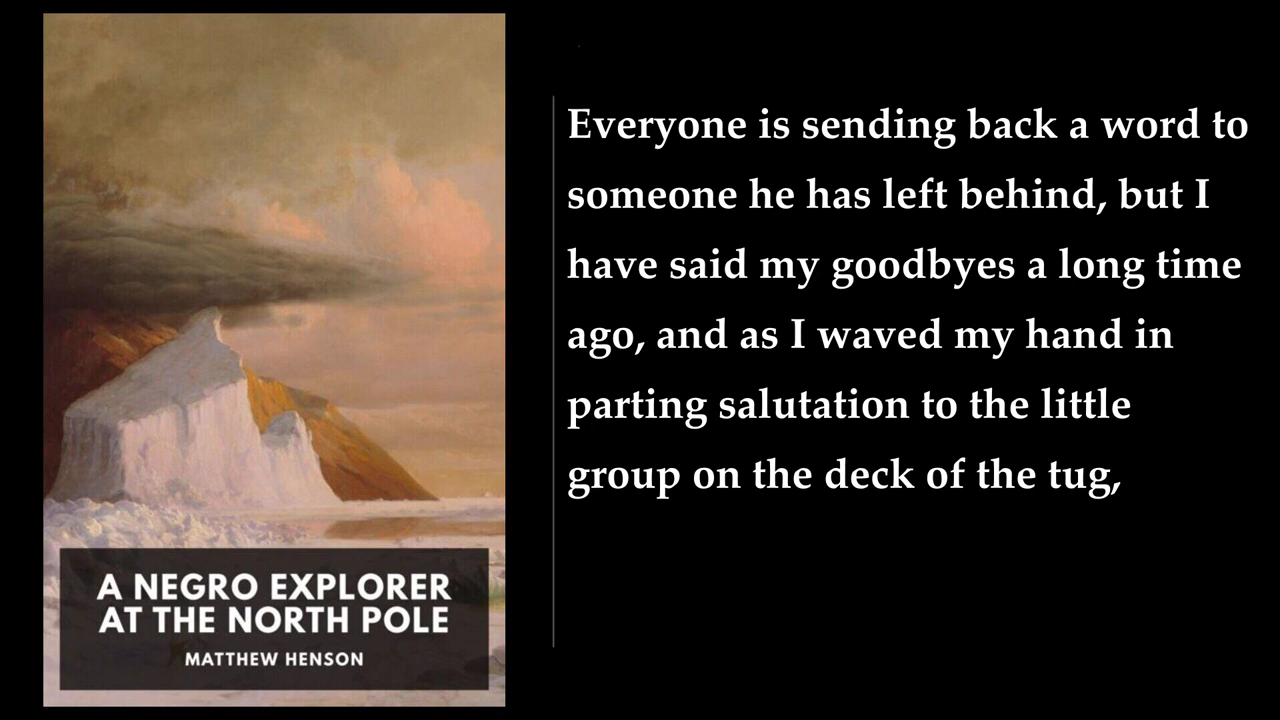 Everyone is sending back a word to
someone he has left behind, but I
have said my goodbyes a long time
ago, and as I waved my hand in
parting salutation to the little
group on the deck of the tug,
A NEGRO EXPLORER
AT THE NORTH POLE
MATTHEW HENSON